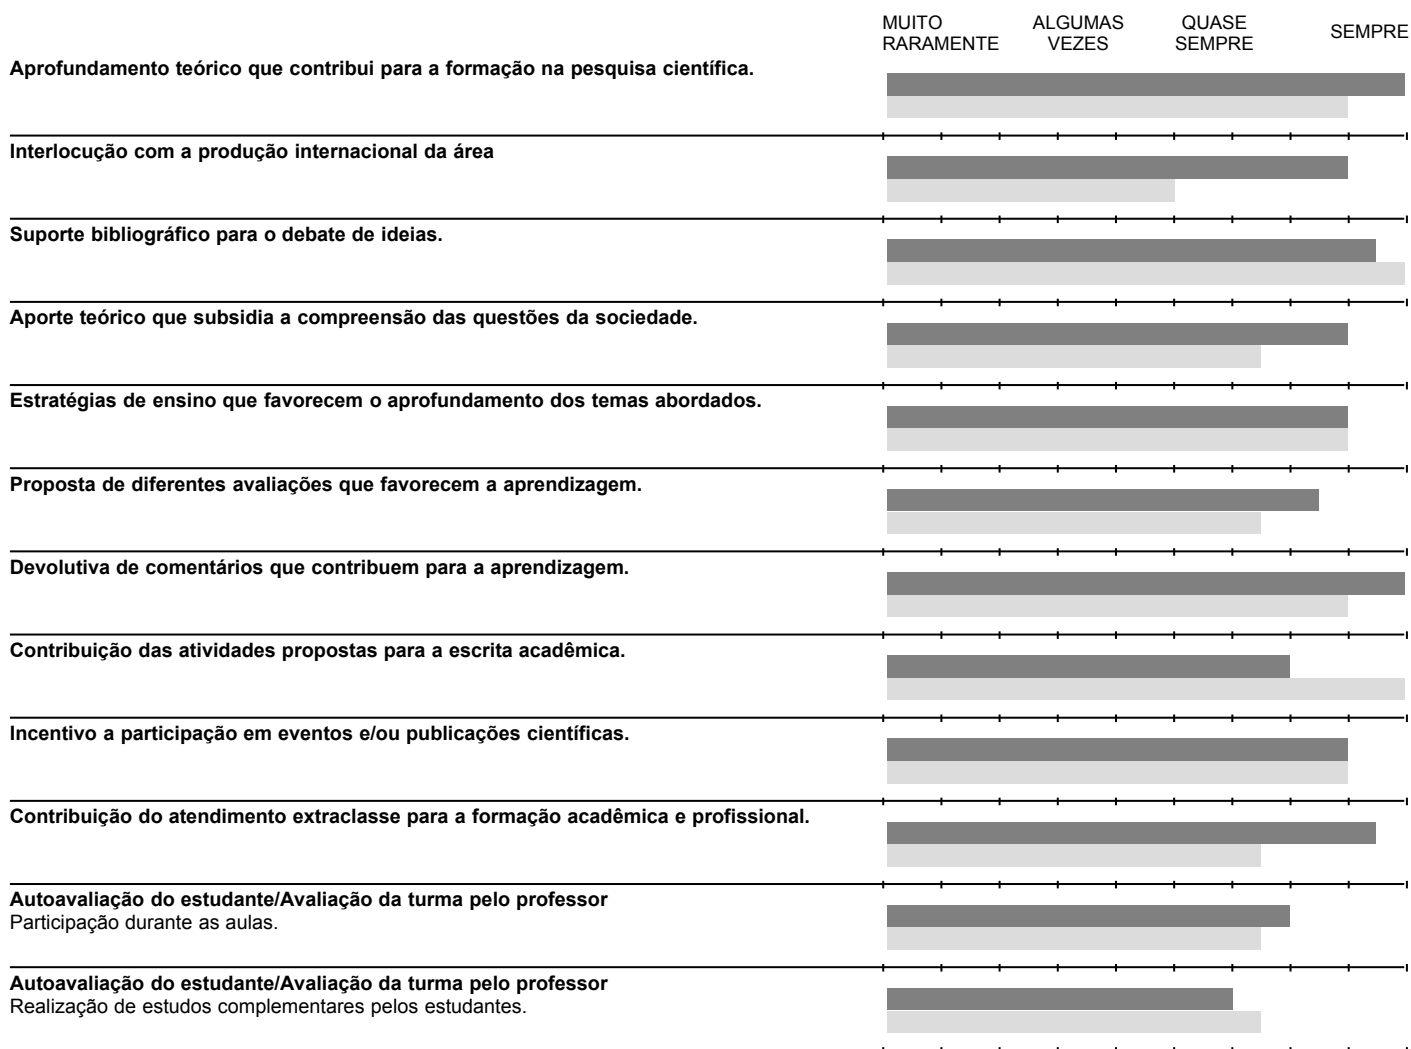 MUITO RARAMENTE
ALGUMAS VEZES
QUASE SEMPRE
SEMPRE
Aprofundamento teórico que contribui para a formação na pesquisa científica.
Interlocução com a produção internacional da área
Suporte bibliográfico para o debate de ideias.
Aporte teórico que subsidia a compreensão das questões da sociedade.
Estratégias de ensino que favorecem o aprofundamento dos temas abordados.
Proposta de diferentes avaliações que favorecem a aprendizagem.
Devolutiva de comentários que contribuem para a aprendizagem.
Contribuição das atividades propostas para a escrita acadêmica.
Incentivo a participação em eventos e/ou publicações científicas.
Contribuição do atendimento extraclasse para a formação acadêmica e profissional.
Autoavaliação do estudante/Avaliação da turma pelo professor
Participação durante as aulas.
Autoavaliação do estudante/Avaliação da turma pelo professor
Realização de estudos complementares pelos estudantes.